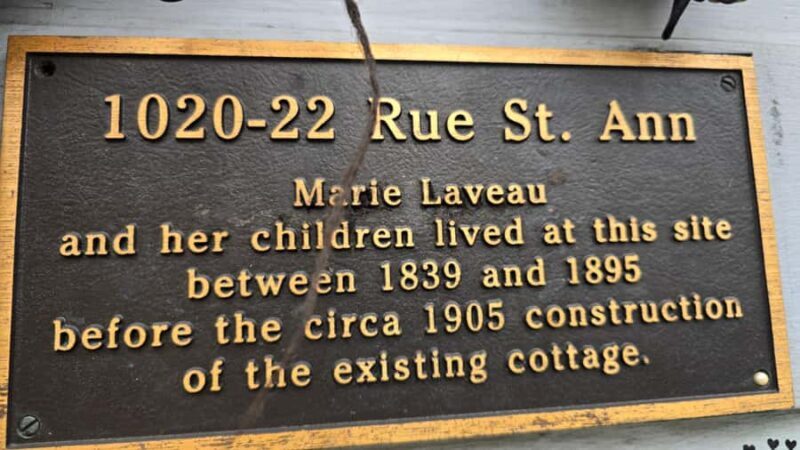 1020-22 Rue St. Ann
Marie Laveau
and her children lived at this site
between 1839 and 1895
before the circa 1905 construction
of the existing cottage.